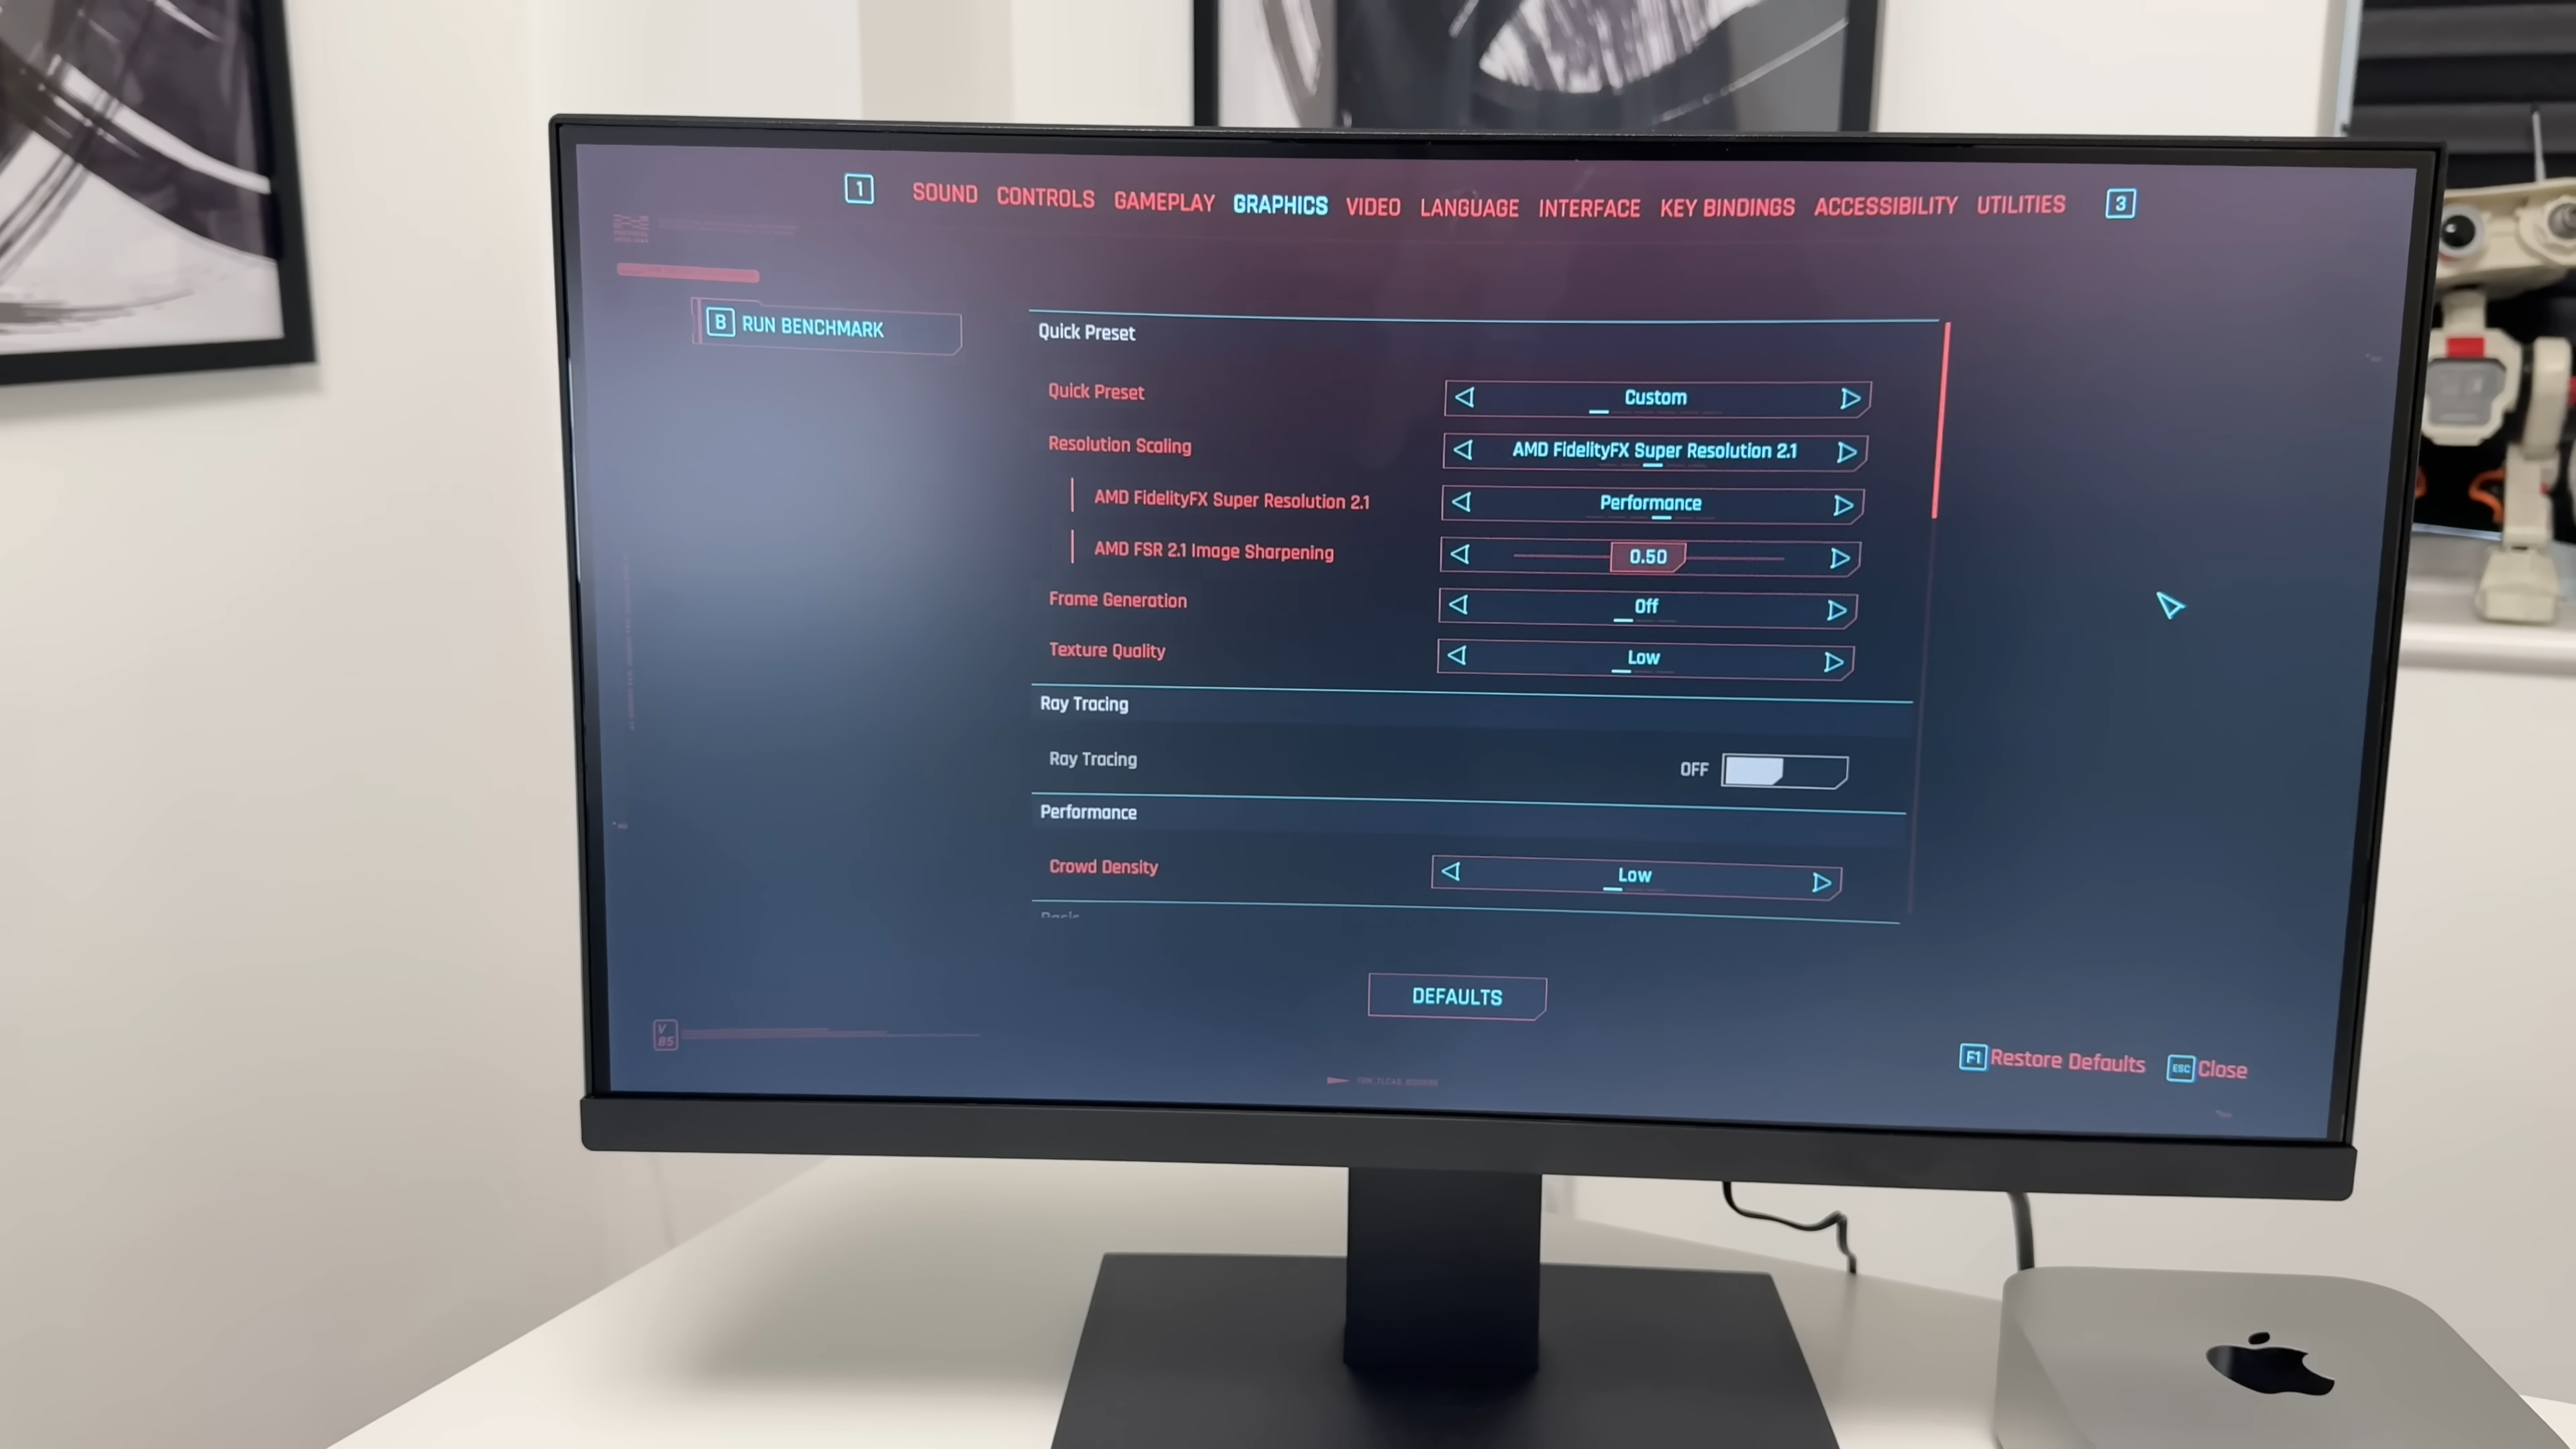 1 SOUND CONTROLS GAMEPLAY GRAPHICS VIDEO LANGUAGE INTERFACE KEY BINDINGS ACCESSIBILITY UTILITIES 3
B RUN BENCHMARK
Quick Preset
Quick Preset Custom
Resolution Scaling AMD FidelityFX Super Resolution 2.1
AMD FidelityFX Super Resolution 2.1 Performance
AMD FSR 2.1 Image Sharpening 0.50
Frame Generation Off
Texture Quality Low
Ray Tracing
Ray Tracing OFF
Performance
Crowd Density Low
Basic
DEFAULTS
V
85
F1 Restore Defaults ESC Close